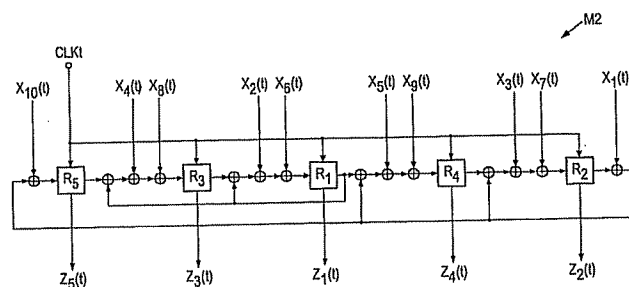 M2
CLKt
X10(t) X4(t) X8(t) X2(t) X6(t) X5(t) X9(t) X3(t) X7(t) X1(t)
R5 R3 R1 R4 R2
Z5(t) Z3(t) Z1(t) Z4(t) Z2(t)